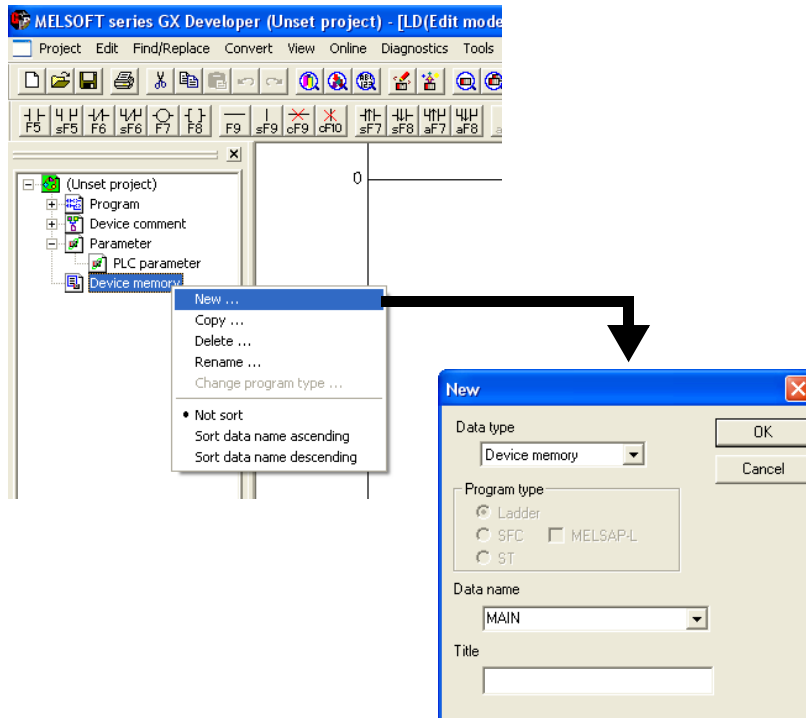 MELSOFT series GX Developer (Unset project) - [LD(Edit mode
Project Edit Find/Replace Convert View Online Diagnostics Tools
F5 sF5 F6 sF6 F7 F8 F9 sF9 cF9 cF10 sF7 sF8 aF7 aF8
0
(Unset project)
Program
Device comment
Parameter
PLC parameter
Device memory
New ...
Copy ...
Delete ...
Rename ...
Change program type ...
Not sort
Sort data name ascending
Sort data name descending
New
Data type
Device memory
OK
Cancel
Program type
Ladder
SFC MELSAP-L
ST
Data name
MAIN
Title